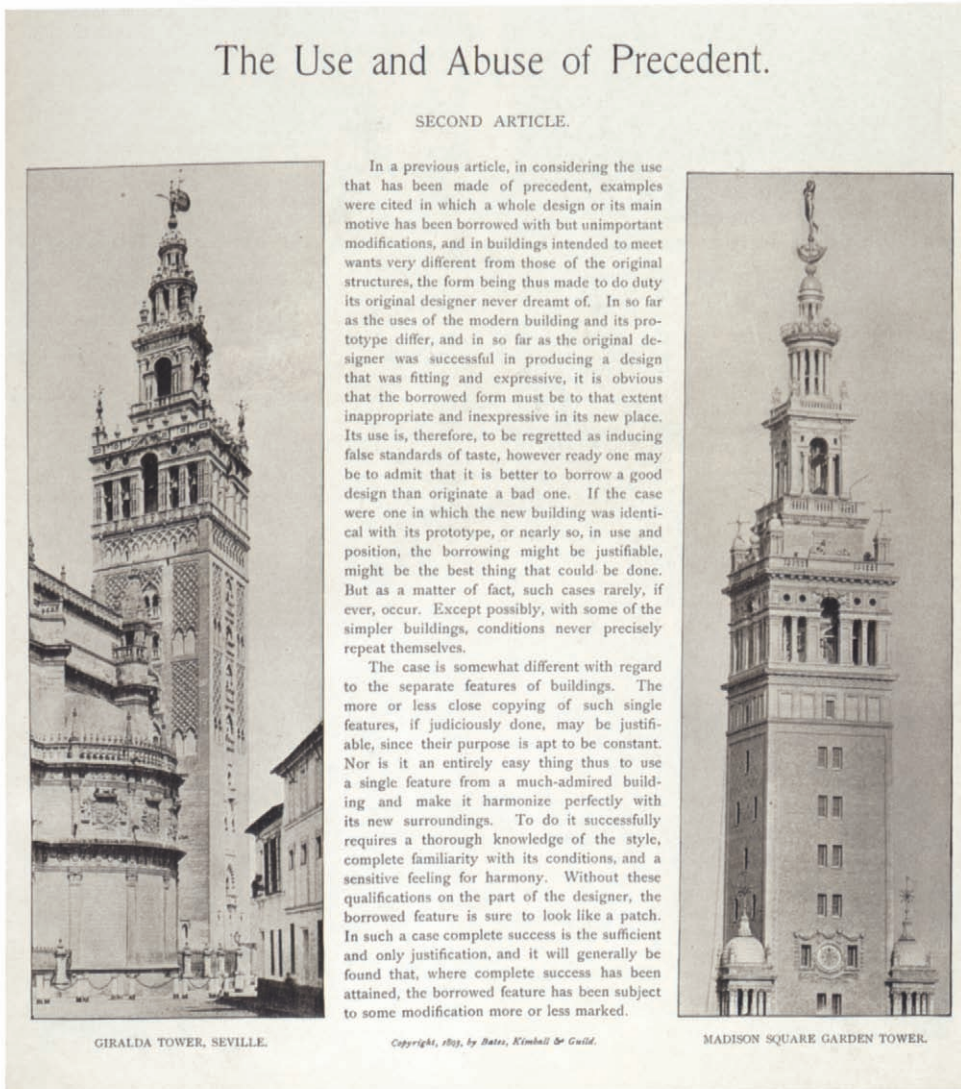 The Use and Abuse of Precedent.
SECOND ARTICLE.
In a previous article, in considering the use
that has been made of precedent, examples
were cited in which a whole design or its main
motive has been borrowed with but unimportant
modifications, and in buildings intended to meet
wants very different from those of the original
structures, the form being thus made to do duty
its original designer never dreamt of. In so far
as the uses of the modern building and its pro-
totype differ, and in so far as the original de-
signer was successful in producing a design
that was fitting and expressive, it is obvious
that the borrowed form must be to that extent
inappropriate and inexpressive in its new place.
Its use is, therefore, to be regretted as inducing
false standards of taste, however ready one may
be to admit that it is better to borrow a good
design than originate a bad one. If the case
were one in which the new building was identi-
cal with its prototype, or nearly so, in use and
position, the borrowing might be justifiable,
might be the best thing that could be done.
But as a matter of fact, such cases rarely, if
ever, occur. Except possibly, with some of the
simpler buildings, conditions never precisely
repeat themselves.
The case is somewhat different with regard
to the separate features of buildings. The
more or less close copying of such single
features, if judiciously done, may be justifi-
able, since their purpose is apt to be constant.
Nor is it an entirely easy thing thus to use
a single feature from a much-admired build-
ing and make it harmonize perfectly with
its new surroundings. To do it successfully
requires a thorough knowledge of the style,
complete familiarity with its conditions, and a
sensitive feeling for harmony. Without these
qualifications on the part of the designer, the
borrowed feature is sure to look like a patch.
In such a case complete success is the sufficient
and only justification, and it will generally be
found that, where complete success has been
attained, the borrowed feature has been subject
to some modification more or less marked.
GIRALDA TOWER, SEVILLE.
Copyright, by Bates, Kimball & Guild.
MADISON SQUARE GARDEN TOWER.